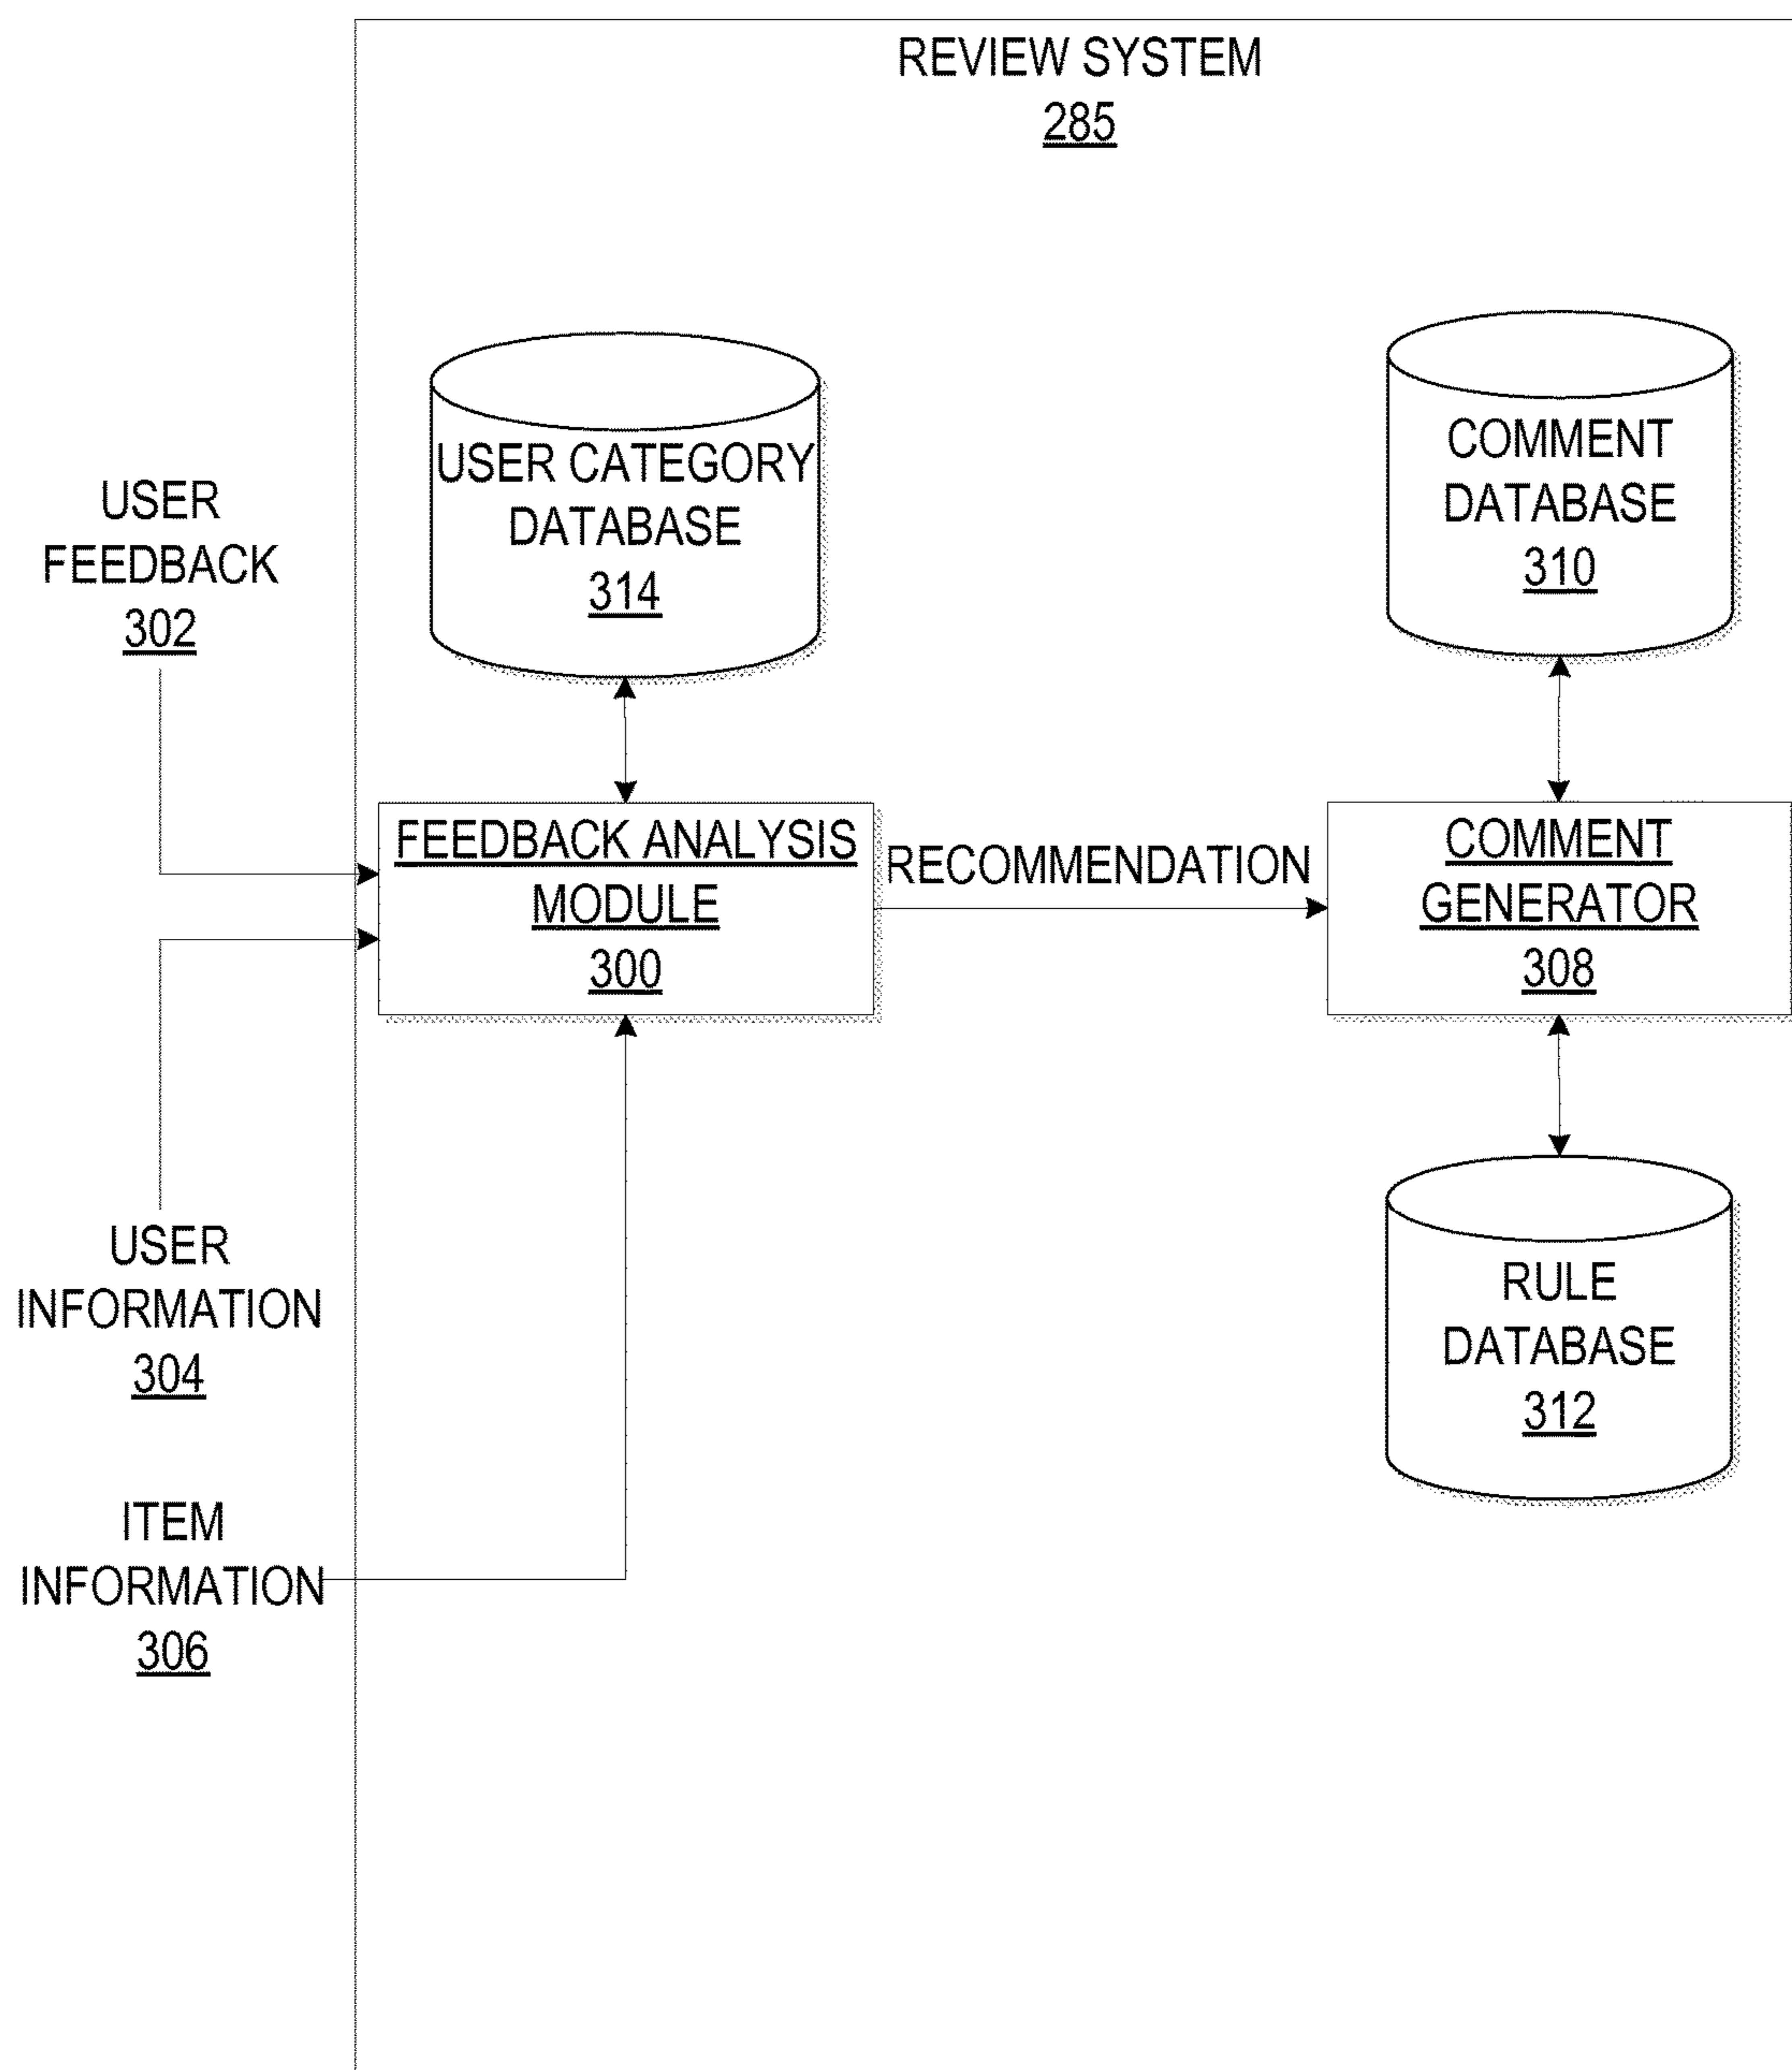 REVIEW SYSTEM
285
USER CATEGORY
DATABASE
314
COMMENT
DATABASE
310
USER
FEEDBACK
302
FEEDBACK ANALYSIS
MODULE
300
RECOMMENDATION
COMMENT
GENERATOR
308
USER
INFORMATION
304
RULE
DATABASE
312
ITEM
INFORMATION
306